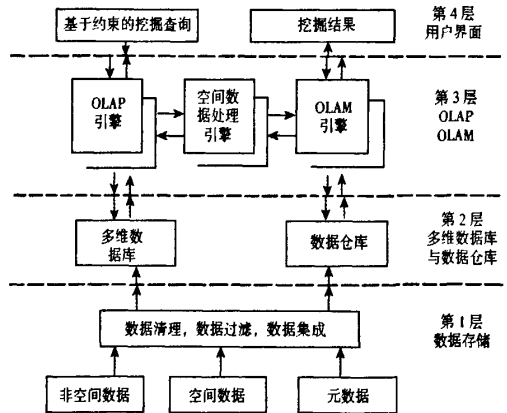 基于约束的挖掘查询
挖掘结果
第4层
用户界面
OLAP
引擎
空间数
据处理
引擎
OLAM
引擎
第3层
OLAP
OLAM
多维数
据库
数据仓库
第2层
多维数据库
与数据仓库
数据清理，数据过滤，数据集成
第1层
数据存储
非空间数据
空间数据
元数据